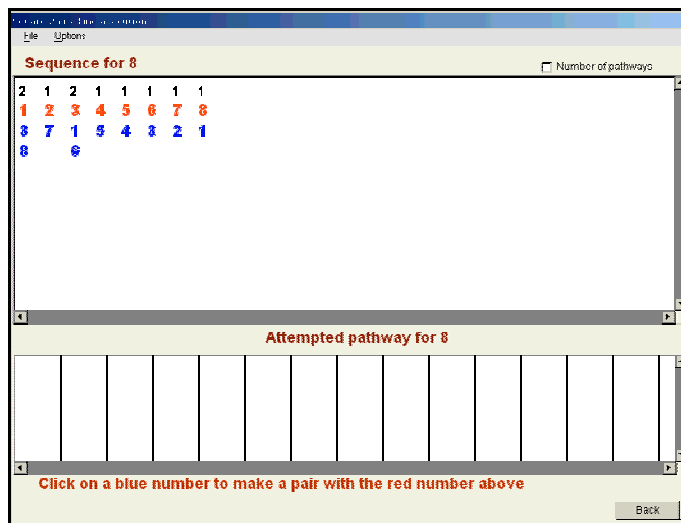 File Options
Sequence for 8
Number of pathways
2 1 2 1 1 1 1 1
1 2 3 4 5 6 7 8
3 7 1 5 4 3 2 1
8 6
Attempted pathway for 8
Click on a blue number to make a pair with the red number above
Back